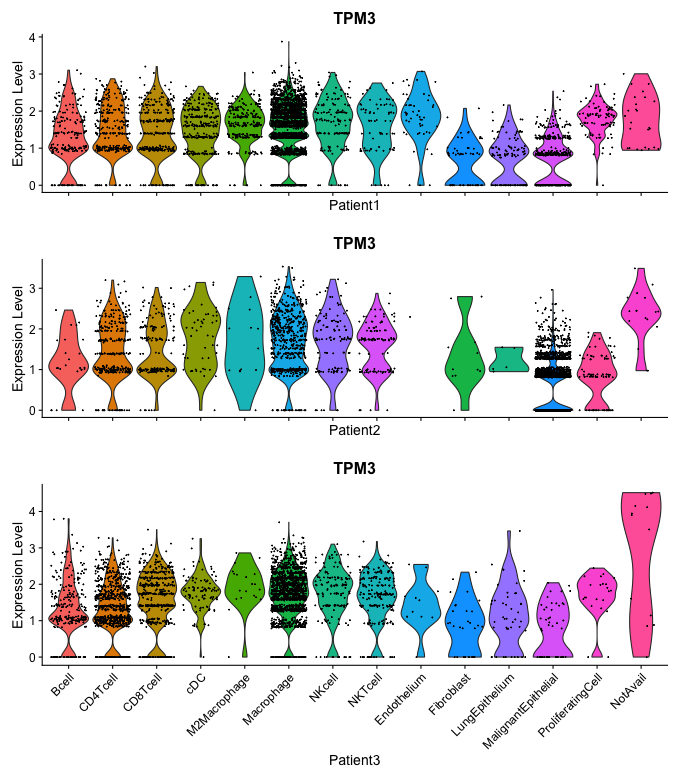 TPM3
Expression Level
4
3
2
1
0
Patient1
TPM3
Expression Level
3
2
1
0
Patient2
TPM3
Expression Level
4
3
2
1
0
Bcell
CD4Tcell
CD8Tcell
cDC
M2Macrophage
Macrophage
NKcell
NKTcell
Endothelium
Fibroblast
LungEpithelium
MalignantEpithelial
ProliferatingCell
NotAvail
Patient3